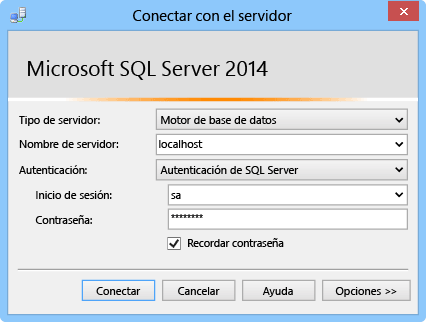 Conectar con el servidor
Microsoft SQL Server 2014
Tipo de servidor: Motor de base de datos
Nombre de servidor: localhost
Autenticación: Autenticación de SQL Server
Inicio de sesión: sa
Contraseña: ********
Recordar contraseña
Conectar Cancelar Ayuda Opciones >>